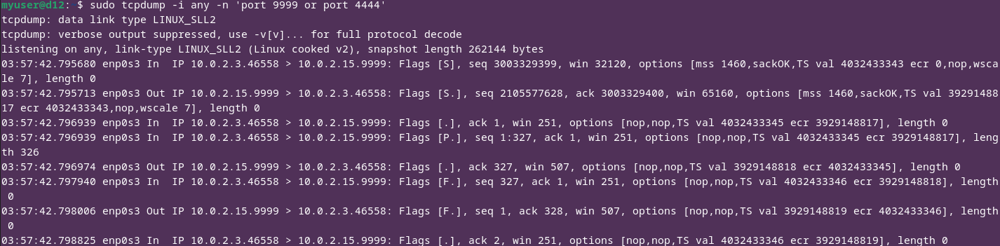 myuser@d12: $ sudo tcpdump -i any -n 'port 9999 or port 4444'
tcpdump: data link type LINUX_SLL2
tcpdump: verbose output suppressed, use -v[v]... for full protocol decode
listening on any, link-type LINUX_SLL2 (Linux cooked v2), snapshot length 262144 bytes
03:57:42.795680 enp0s3 In  IP 10.0.2.3.46558 > 10.0.2.15.9999: Flags [S], seq 3003329399, win 32120, options [mss 1460,sackOK,TS val 4032433343 ecr 0,nop,wsca
le 7], length 0
03:57:42.795713 enp0s3 Out IP 10.0.2.15.9999 > 10.0.2.3.46558: Flags [S.], seq 2105577628, ack 3003329400, win 65160, options [mss 1460,sackOK,TS val 39291488
17 ecr 4032433343,nop,wscale 7], length 0
03:57:42.796939 enp0s3 In  IP 10.0.2.3.46558 > 10.0.2.15.9999: Flags [.], ack 1, win 251, options [nop,nop,TS val 4032433345 ecr 3929148817], length 0
03:57:42.796939 enp0s3 In  IP 10.0.2.3.46558 > 10.0.2.15.9999: Flags [P.], seq 1:327, ack 1, win 251, options [nop,nop,TS val 4032433345 ecr 3929148817], leng
th 326
03:57:42.796974 enp0s3 Out IP 10.0.2.15.9999 > 10.0.2.3.46558: Flags [.], ack 327, win 507, options [nop,nop,TS val 3929148818 ecr 4032433345], length 0
03:57:42.797940 enp0s3 In  IP 10.0.2.3.46558 > 10.0.2.15.9999: Flags [F.], seq 327, ack 1, win 251, options [nop,nop,TS val 4032433346 ecr 3929148818], length
 0
03:57:42.798006 enp0s3 Out IP 10.0.2.15.9999 > 10.0.2.3.46558: Flags [F.], seq 1, ack 328, win 507, options [nop,nop,TS val 3929148819 ecr 4032433346], length
 0
03:57:42.798825 enp0s3 In  IP 10.0.2.3.46558 > 10.0.2.15.9999: Flags [.], ack 2, win 251, options [nop,nop,TS val 4032433346 ecr 3929148819], length 0